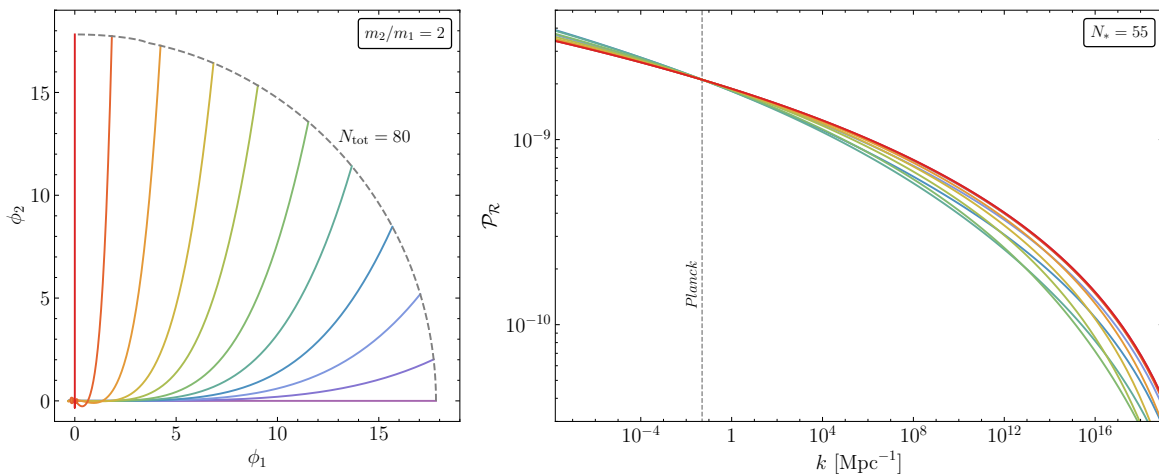 m₂/m₁ = 2
N_tot = 80
ϕ₂
15
10
5
0
0
5
10
15
ϕ₁
N_* = 55
𝒫_ℛ
10⁻⁹
10⁻¹⁰
Planck
10⁻⁴
1
10⁴
10⁸
10¹²
10¹⁶
k [Mpc⁻¹]